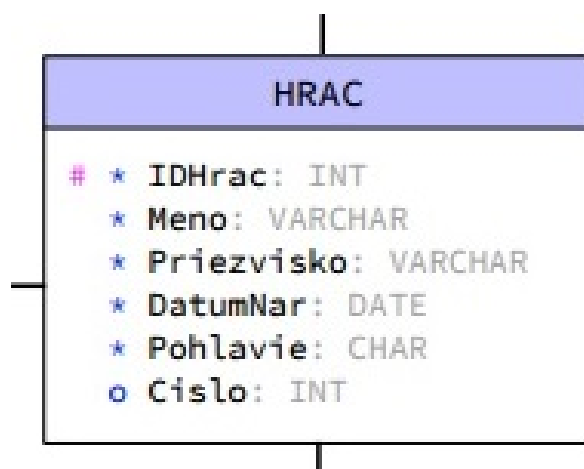 HRAC
# * IDHrac: INT
* Meno: VARCHAR
* Priezvisko: VARCHAR
* DatumNar: DATE
* Pohlavie: CHAR
o Cislo: INT